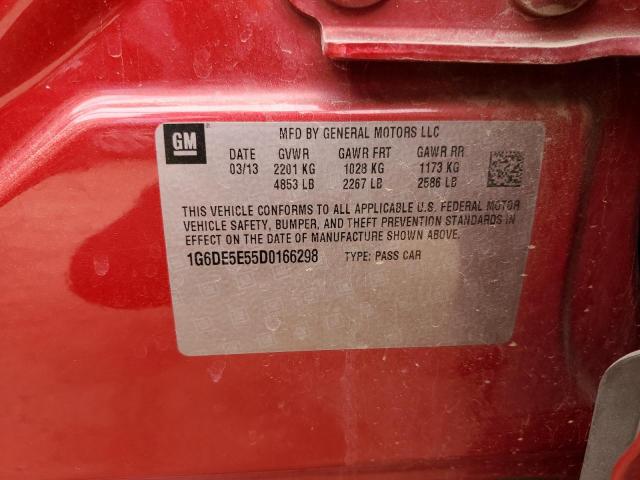 GM
MFD BY GENERAL MOTORS LLC
DATE GVWR GAWR FRT GAWR RR
03/13 2201 KG 1028 KG 1173 KG
4853 LB 2267 LB 2586 LB
THIS VEHICLE CONFORMS TO ALL APPLICABLE U.S. FEDERAL MOTOR
VEHICLE SAFETY, BUMPER, AND THEFT PREVENTION STANDARDS IN
EFFECT ON THE DATE OF MANUFACTURE SHOWN ABOVE.
1G6DE5E55D0166298 TYPE: PASS CAR